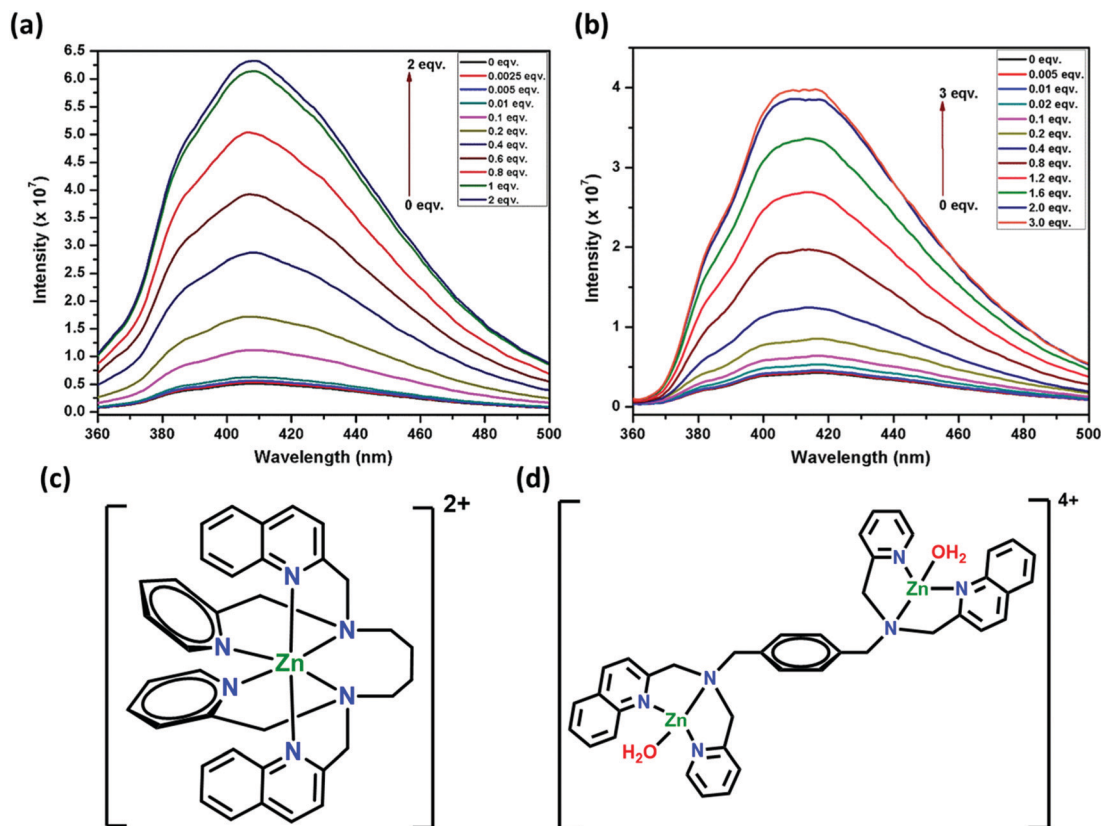 (a)
6.5
6.0
5.5
5.0
4.5
4.0
3.5
3.0
2.5
2.0
1.5
1.0
0.5
0.0
Intensity (x 10⁷)
360 380 400 420 440 460 480 500
Wavelength (nm)
2 eqv.
0 eqv.
0 eqv.
0.0025 eqv.
0.005 eqv.
0.01 eqv.
0.1 eqv.
0.2 eqv.
0.4 eqv.
0.6 eqv.
0.8 eqv.
1 eqv.
2 eqv.
(b)
4
3
2
1
0
Intensity (x 10⁷)
360 380 400 420 440 460 480 500
Wavelength (nm)
3 eqv.
0 eqv.
0 eqv.
0.005 eqv.
0.01 eqv.
0.02 eqv.
0.1 eqv.
0.2 eqv.
0.4 eqv.
0.8 eqv.
1.2 eqv.
1.6 eqv.
2.0 eqv.
3.0 eqv.
(c)
2+
N
N
N
Zn
N
N
N
(d)
4+
N
OH₂
Zn
N
N
N
N
Zn
H₂O
N